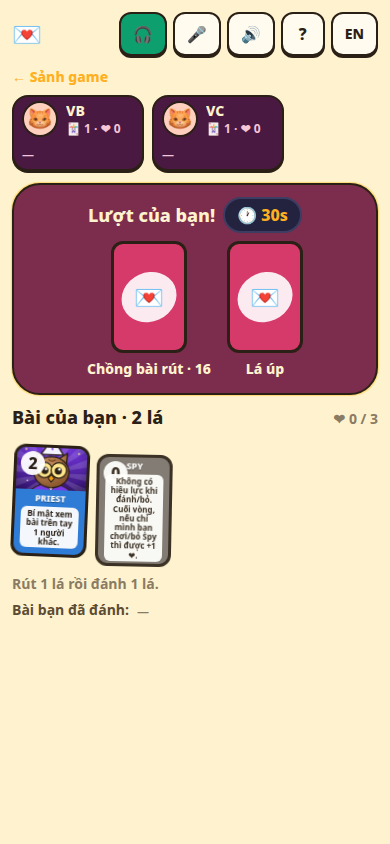 ?
EN
← Sảnh game
VB
1 · ❤ 0
—
VC
1 · ❤ 0
—
Lượt của bạn!
30s
Chồng bài rút · 16
Lá úp
Bài của bạn · 2 lá
❤ 0 / 3
2
PRIEST
Bí mật xem
bài trên tay
1 người
khác.
0
SPY
Không có
hiệu lực khi
đánh/bỏ.
Cuối vòng,
nếu chỉ
mình bạn
chơi/bỏ Spy
thì được +1
❤.
Rút 1 lá rồi đánh 1 lá.
Bài bạn đã đánh: —